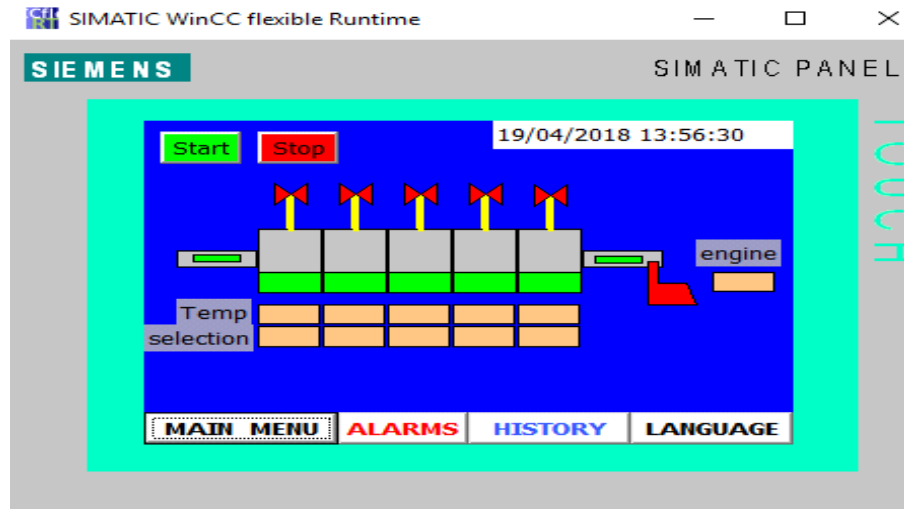 SIMATIC WinCC flexible Runtime
SIEMENS
SIMATIC PANEL
TOUCH
Start Stop 19/04/2018 13:56:30
engine
Temp
selection
MAIN MENU ALARMS HISTORY LANGUAGE